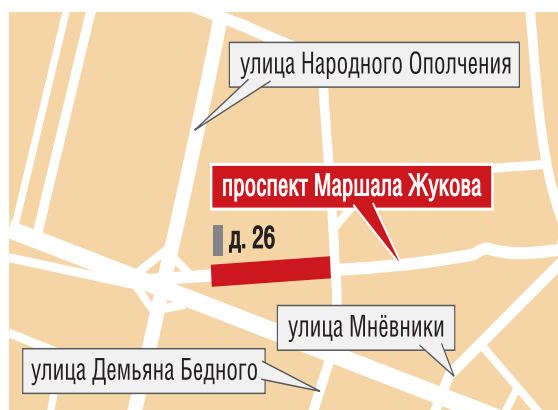 улица Народного Ополчения
проспект Маршала Жукова
д. 26
улица Мнёвники
улица Демьяна Бедного